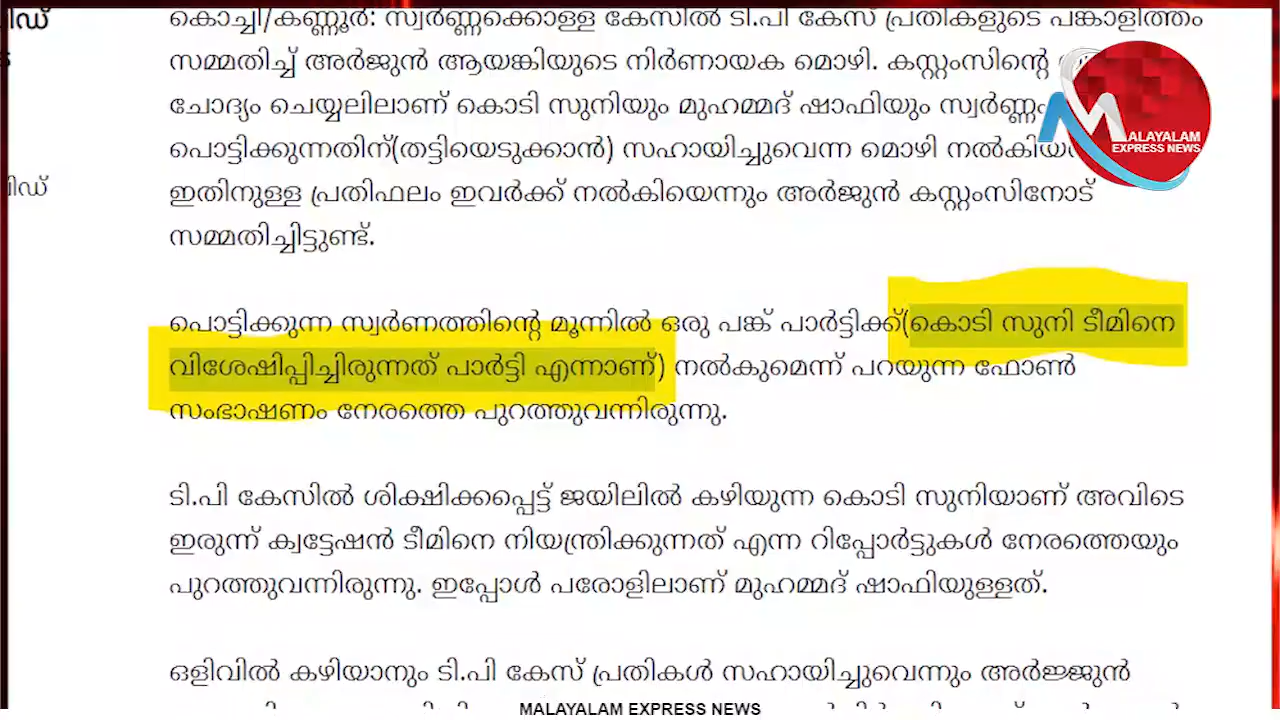 കൊച്ചി/കണ്ണൂർ: സ്വർണ്ണക്കൊള്ള കേസിൽ ടി.പി കേസ് പ്രതികളുടെ പങ്കാളിത്തം
സമ്മതിച്ച് അർജുൻ ആയങ്കിയുടെ നിർണായക മൊഴി. കസ്റ്റംസിന്റെ
ചോദ്യം ചെയ്യലിലാണ് കൊടി സുനിയും മുഹമ്മദ് ഷാഫിയും സ്വർണ്ണം
പൊട്ടിക്കുന്നതിന്(തട്ടിയെടുക്കാൻ) സഹായിച്ചുവെന്ന മൊഴി
ഇതിനുള്ള പ്രതിഫലം ഇവർക്ക് നൽകിയെന്നും അർജുൻ കസ്റ്റംസിനോട്
സമ്മതിച്ചിട്ടുണ്ട്.
പൊട്ടിക്കുന്ന സ്വർണത്തിന്റെ മൂന്നിൽ ഒരു പങ്ക് പാർട്ടിക്ക്(കൊടി സുനി ടീമിനെ
വിശേഷിപ്പിച്ചിരുന്നത് പാർട്ടി എന്നാണ്) നൽകുമെന്ന് പറയുന്ന ഫോൺ
സംഭാഷണം നേരത്തെ പുറത്തുവന്നിരുന്നു.
ടി.പി കേസിൽ ശിക്ഷിക്കപ്പെട്ട് ജയിലിൽ കഴിയുന്ന കൊടി സുനിയാണ് അവിടെ
ഇരുന്ന് ക്വട്ടേഷൻ ടീമിനെ നിയന്ത്രിക്കുന്നത് എന്ന റിപ്പോർട്ടുകൾ നേരത്തെയും
പുറത്തുവന്നിരുന്നു. ഇപ്പോൾ പരോളിലാണ് മുഹമ്മദ് ഷാഫിയുള്ളത്.
ഒളിവിൽ കഴിയാനും ടി.പി കേസ് പ്രതികൾ സഹായിച്ചുവെന്നും അർജ്ജുൻ
MALAYALAM
EXPRESS NEWS
MALAYALAM EXPRESS NEWS